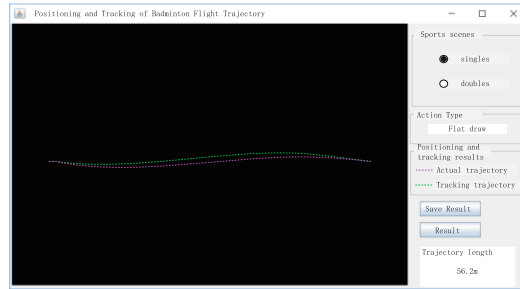 Positioning and Tracking of Badminton Flight Trajectory
Sports scenes
singles
doubles
Action Type
Flat draw
Positioning and
tracking results
Actual trajectory
Tracking trajectory
Save Result
Result
Trajectory length
56.2m